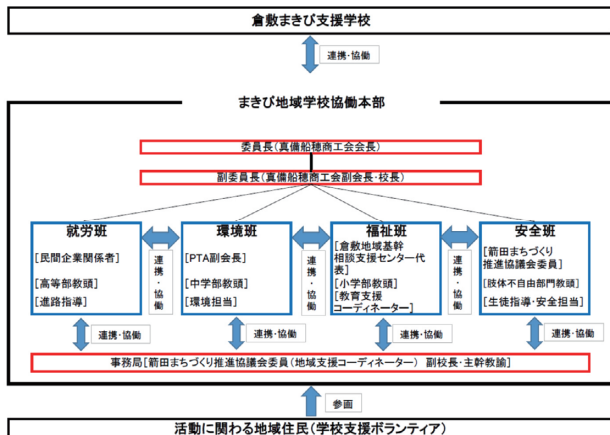 倉敷まきび支援学校
連携・協働
まきび地域学校協働本部
委員長(真備船穂商工会会長)
副委員長(真備船穂商工会副会長・校長)
就労班
[民間企業関係者]
[高等部教頭]
[進路指導]
連携・協働
環境班
[PTA副会長]
[中学部教頭]
[環境担当]
連携・協働
福祉班
[倉敷地域基幹
相談支援センター代
表]
[小学部教頭]
[教育支援
コーディネーター]
連携・協働
安全班
[箭田まちづくり
推進協議会委員]
[肢体不自由部門教頭]
[生徒指導・安全担当]
連携・協働
連携・協働
連携・協働
連携・協働
事務局[箭田まちづくり推進協議会委員(地域支援コーディネーター) 副校長・主幹教諭]
参画
活動に関わる地域住民(学校支援ボランティア)